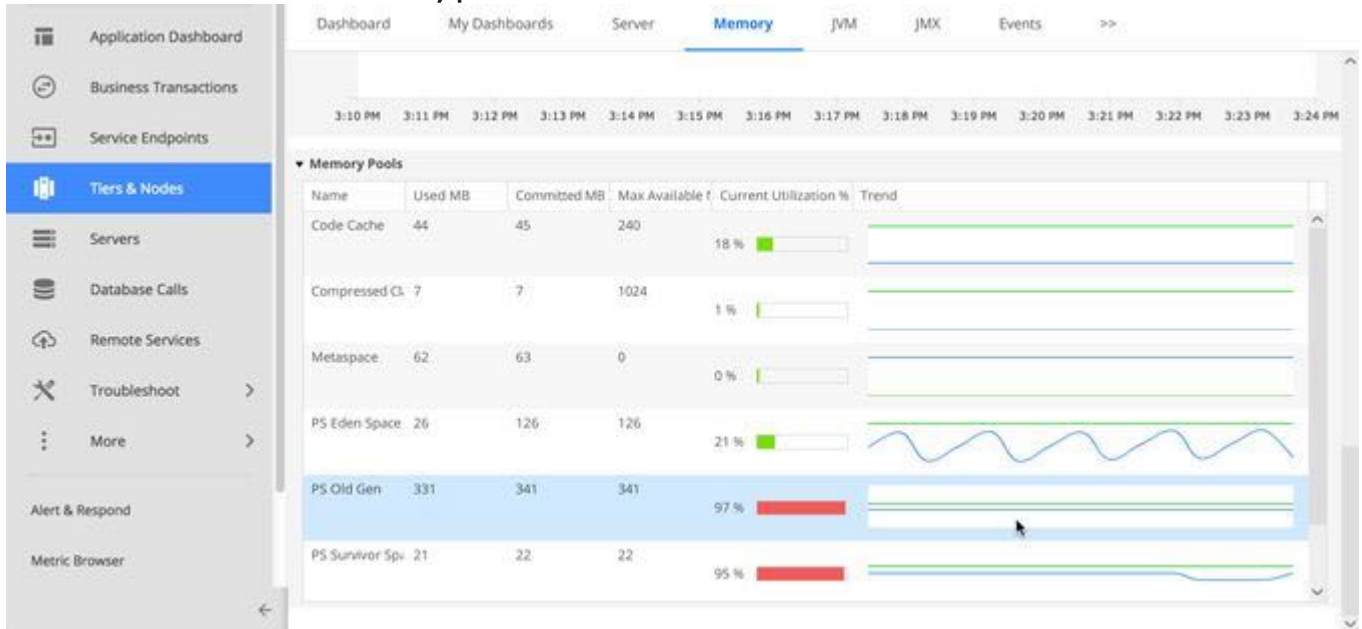 Dashboard My Dashboards Server Memory JVM JMX Events >>
Application Dashboard
Business Transactions
Service Endpoints
Tiers & Nodes
Servers
Database Calls
Remote Services
Troubleshoot >
More >
Alert & Respond
Metric Browser
3:10 PM 3:11 PM 3:12 PM 3:13 PM 3:14 PM 3:15 PM 3:16 PM 3:17 PM 3:18 PM 3:19 PM 3:20 PM 3:21 PM 3:22 PM 3:23 PM 3:24 PM
Memory Pools
Name Used MB Committed MB Max Available Current Utilization % Trend
Code Cache 44 45 240 18 %
Compressed 7 7 1024 1 %
Metaspace 62 63 0 0 %
PS Eden Space 26 126 126 21 %
PS Old Gen 331 341 341 97 %
PS Survivor Sp 21 22 22 95 %